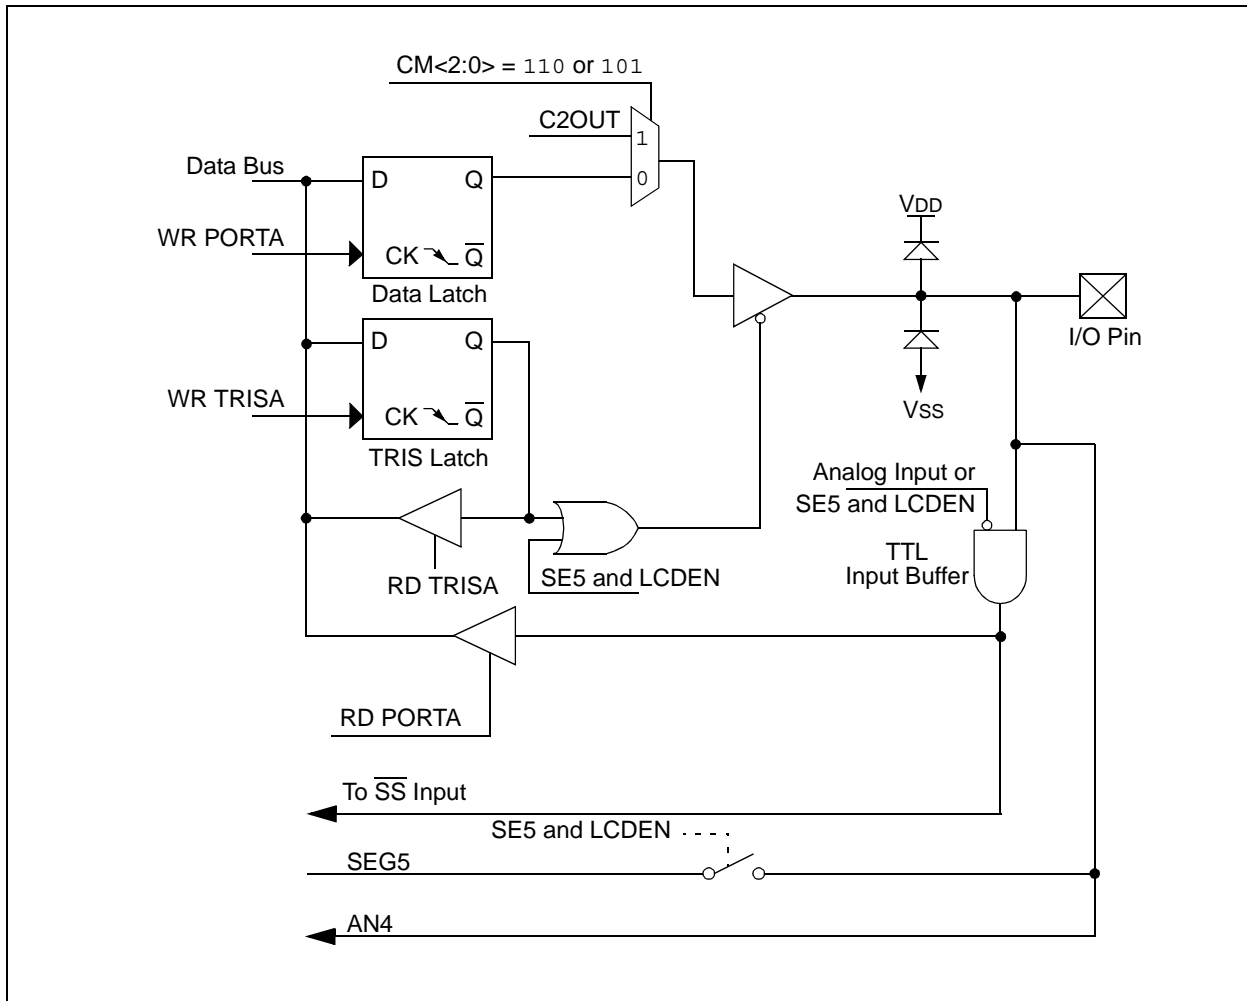 CM<2:0> = 110 or 101
C2OUT
1
0
Data Bus
D Q
WR PORTA
CK Q̅
Data Latch
VDD
I/O Pin
VSS
D Q
WR TRISA
CK Q̅
TRIS Latch
Analog Input or
SE5 and LCDEN
TTL
Input Buffer
RD TRISA
SE5 and LCDEN
RD PORTA
To S̅S̅ Input
SE5 and LCDEN
SEG5
AN4